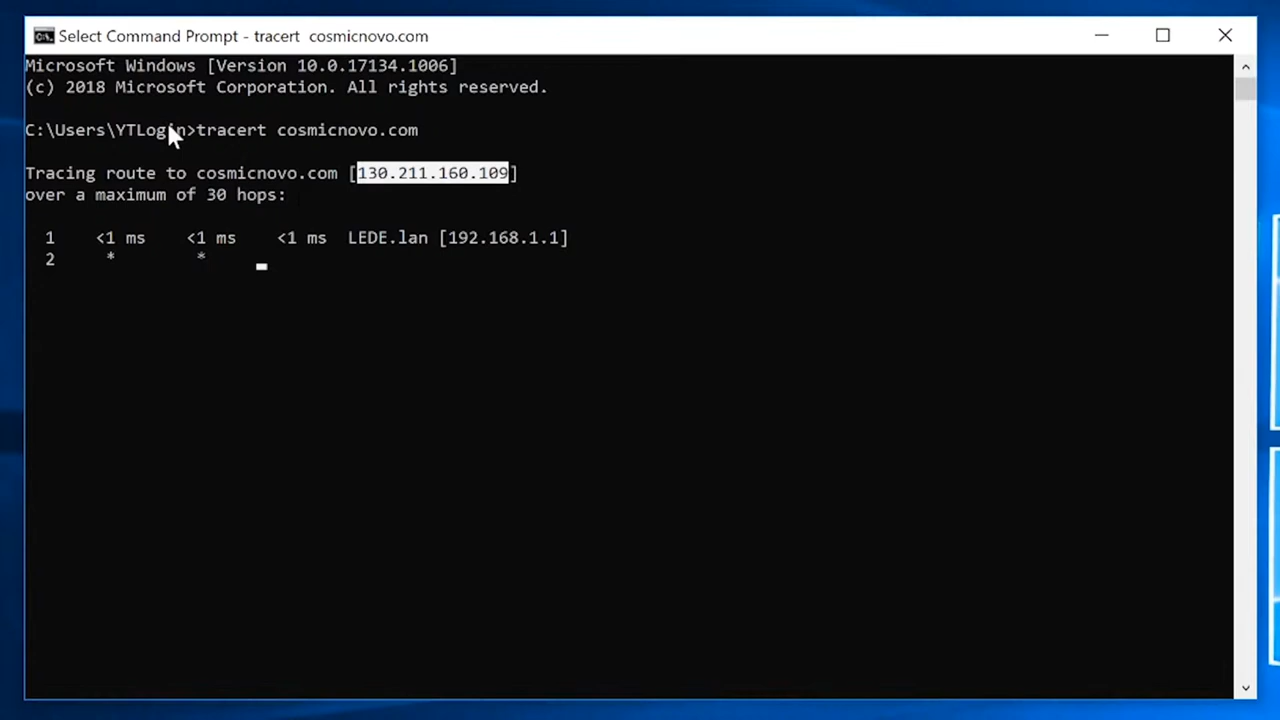 Select Command Prompt - tracert  cosmicnovo.com
Microsoft Windows [Version 10.0.17134.1006]
(c) 2018 Microsoft Corporation. All rights reserved.
C:\Users\YTLogin>tracert cosmicnovo.com
Tracing route to cosmicnovo.com [130.211.160.109]
over a maximum of 30 hops:
1    <1 ms    <1 ms    <1 ms  LEDE.lan [192.168.1.1]
2     *        *